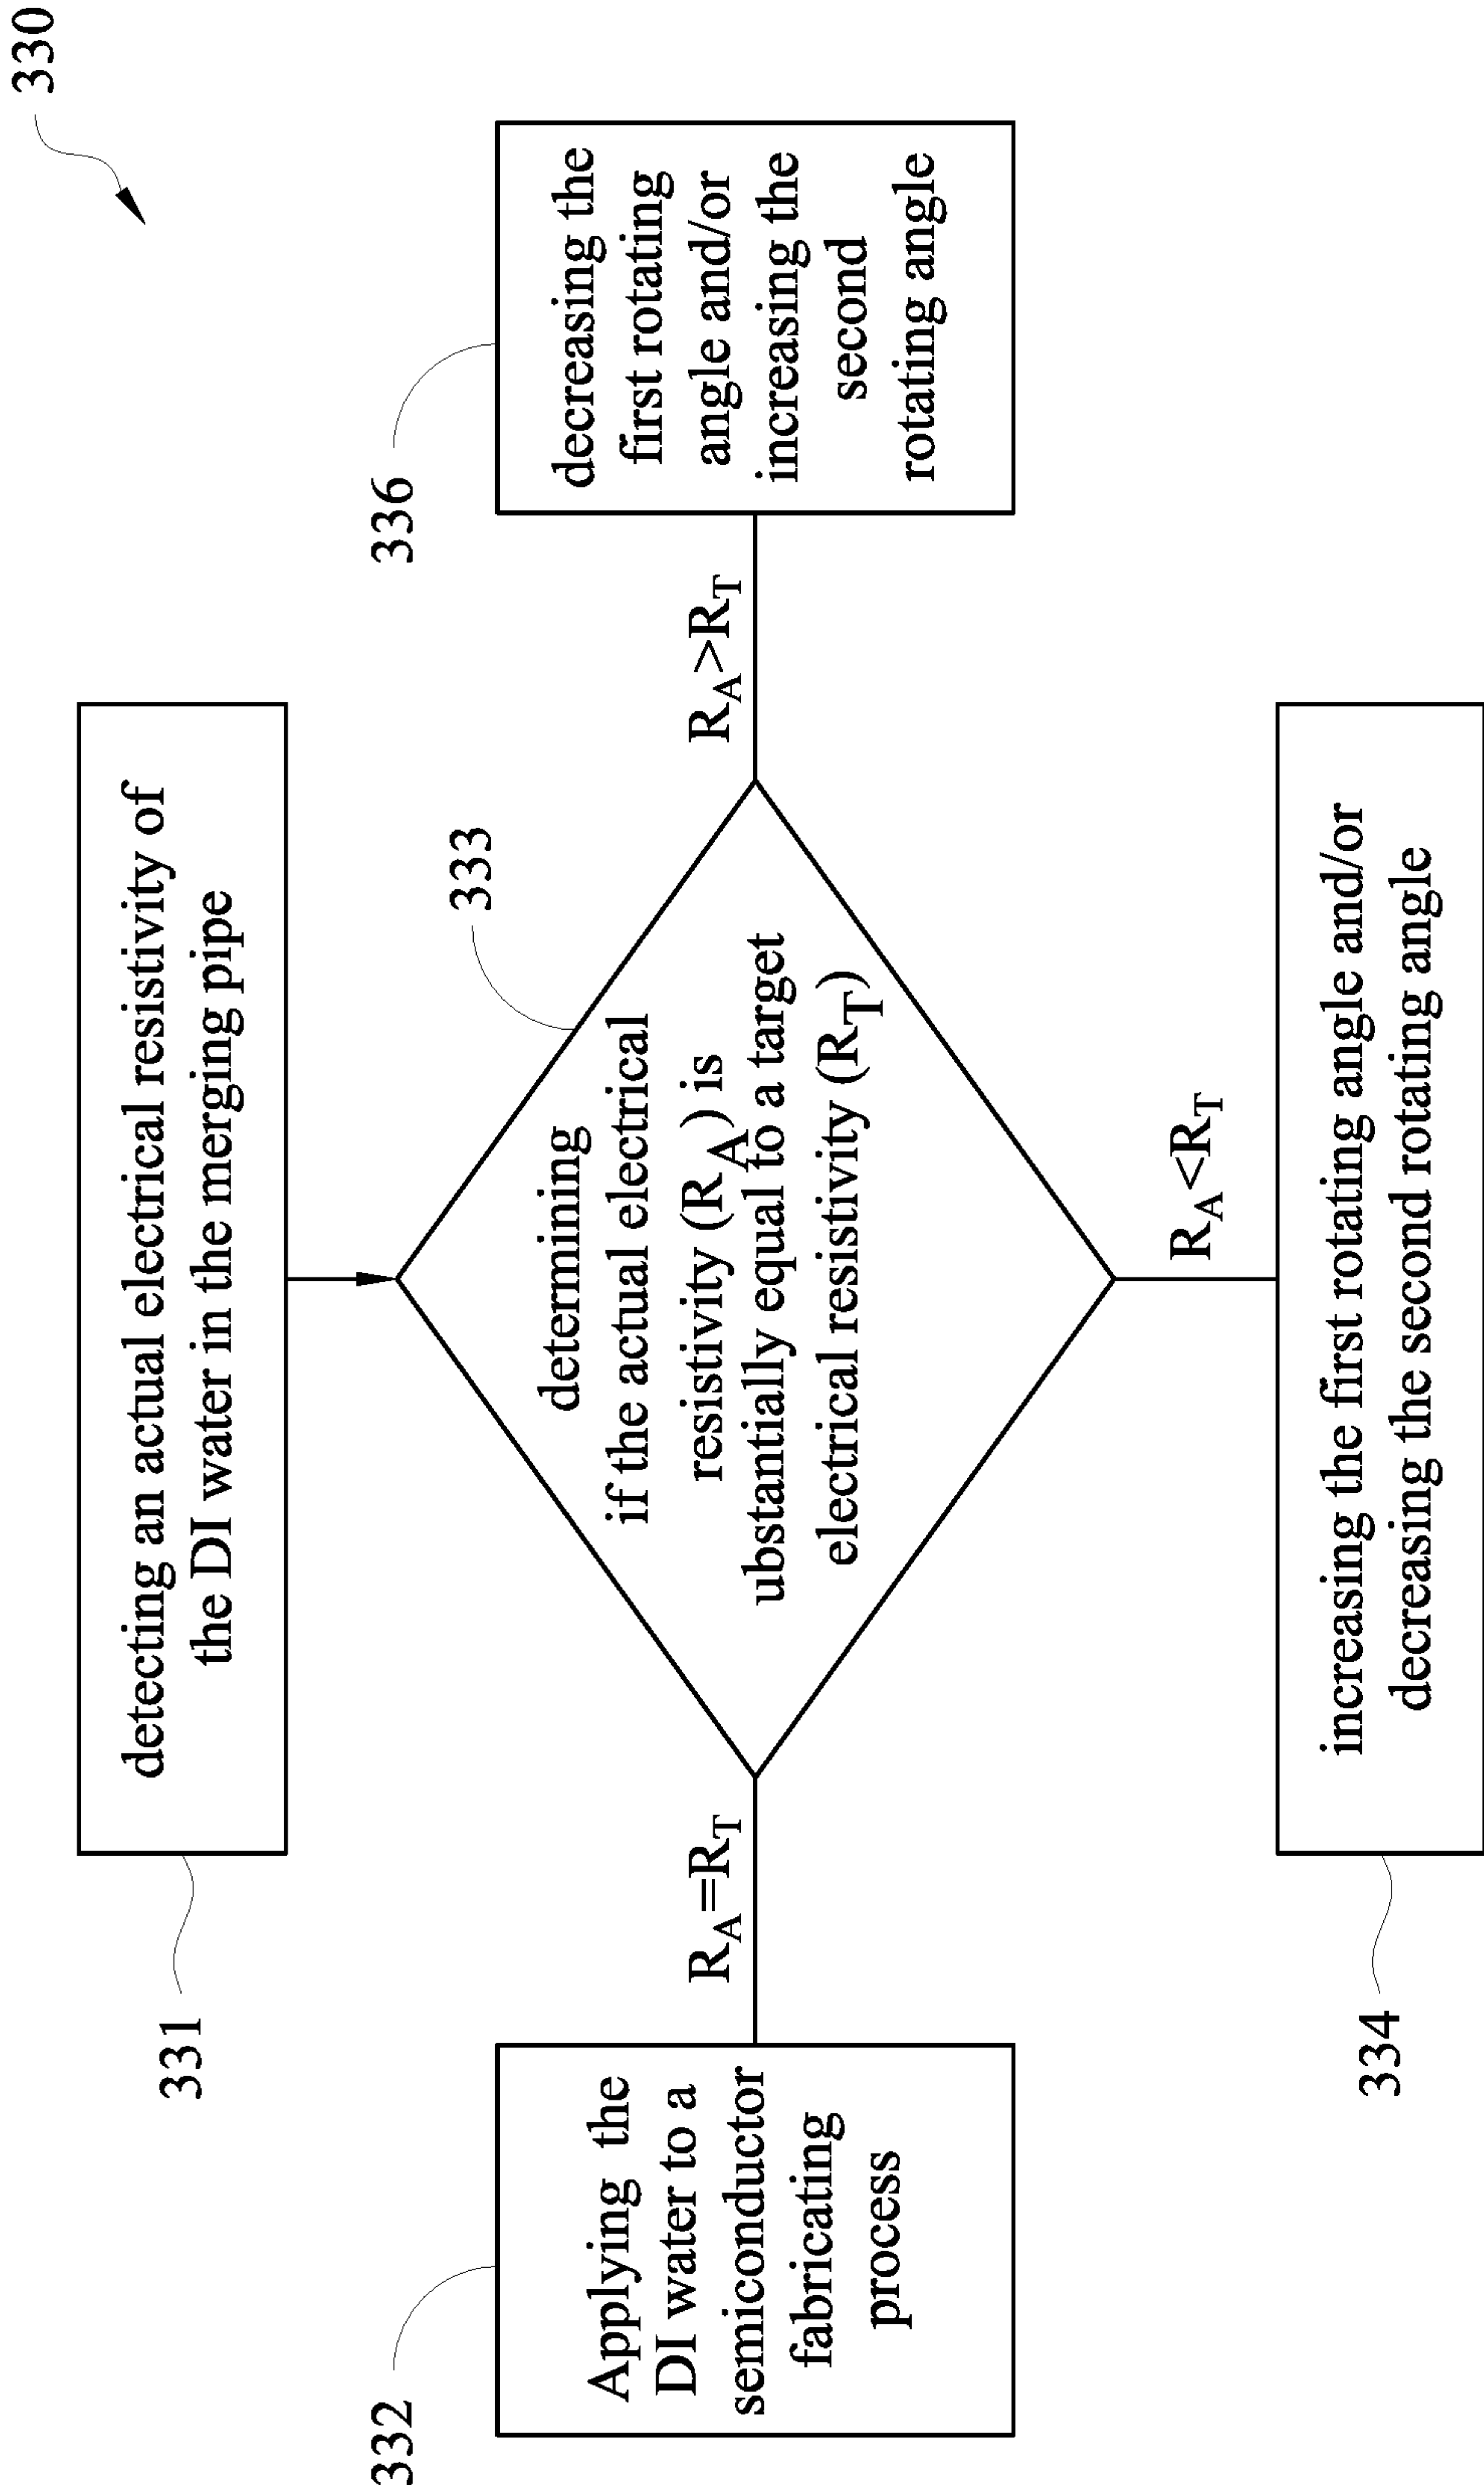 330
331
detecting an actual electrical resistivity of
the DI water in the merging pipe
333
determining
if the actual electrical
resistivity (RA) is
ubstantially equal to a target
electrical resistivity (RT)
RA=RT
332
Applying the
DI water to a
semiconductor
fabricating
process
RA>RT
336
decreasing the
first rotating
angle and/or
increasing the
second
rotating angle
RA<RT
334
increasing the first rotating angle and/or
decreasing the second rotating angle